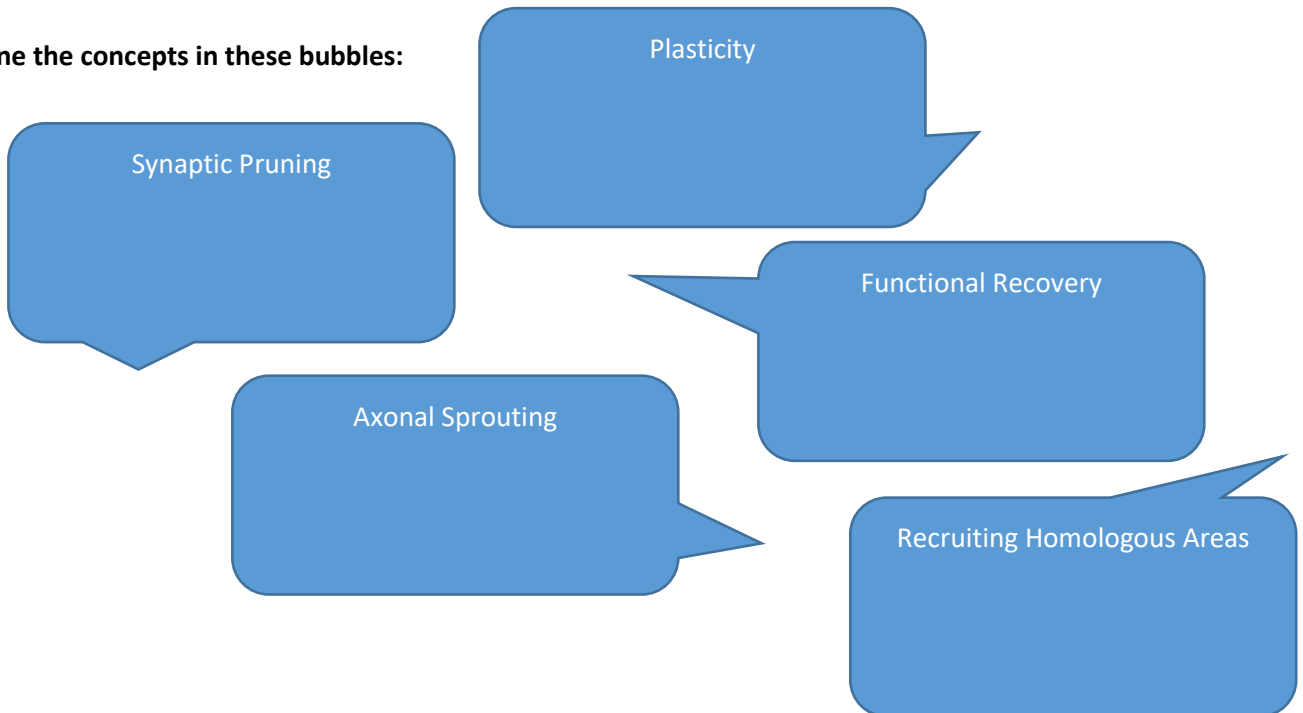 ne the concepts in these bubbles:
Plasticity
Synaptic Pruning
Functional Recovery
Axonal Sprouting
Recruiting Homologous Areas